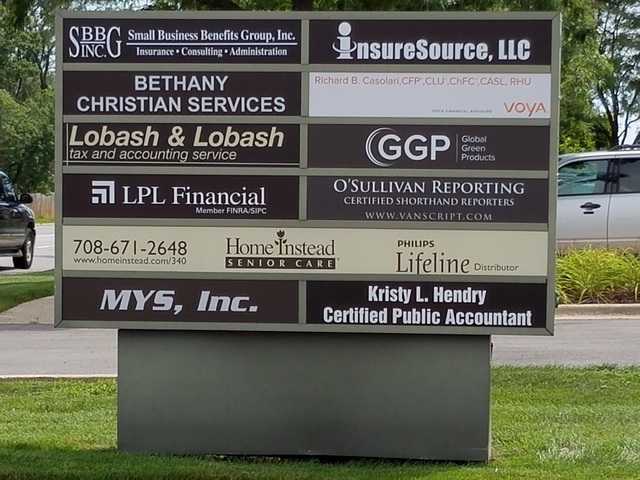 SBBG INC. Small Business Benefits Group, Inc.
Insurance • Consulting • Administration
insureSource, LLC
BETHANY
CHRISTIAN SERVICES
Richard B. Casolari, CFP®, CLU®, ChFC®, CASL, RHU
VOYA FINANCIAL ADVISORS VOYA
Lobash & Lobash
tax and accounting service
GGP Global
Green
Products
LPL Financial
Member FINRA/SIPC
O'SULLIVAN REPORTING
CERTIFIED SHORTHAND REPORTERS
WWW.VANSCRIPT.COM
708-671-2648
www.homeinstead.com/340
Home Instead
SENIOR CARE®
PHILIPS
Lifeline Distributor
MYS, Inc.
Kristy L. Hendry
Certified Public Accountant